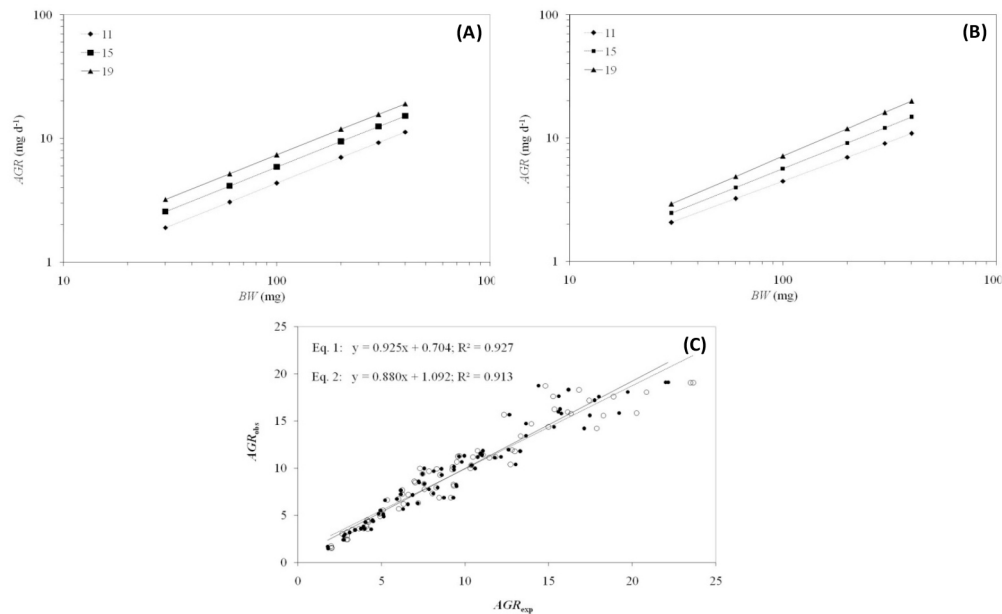 (A)
100
10
1
AGR (mg d⁻¹)
11
15
19
10
100
100
BW (mg)
(B)
100
10
1
AGR (mg d⁻¹)
11
15
19
10
100
100
BW (mg)
(C)
Eq. 1: y = 0.925x + 0.704; R² = 0.927
Eq. 2: y = 0.880x + 1.092; R² = 0.913
25
20
15
10
5
0
AGRobs
0
5
10
15
20
25
AGRexp